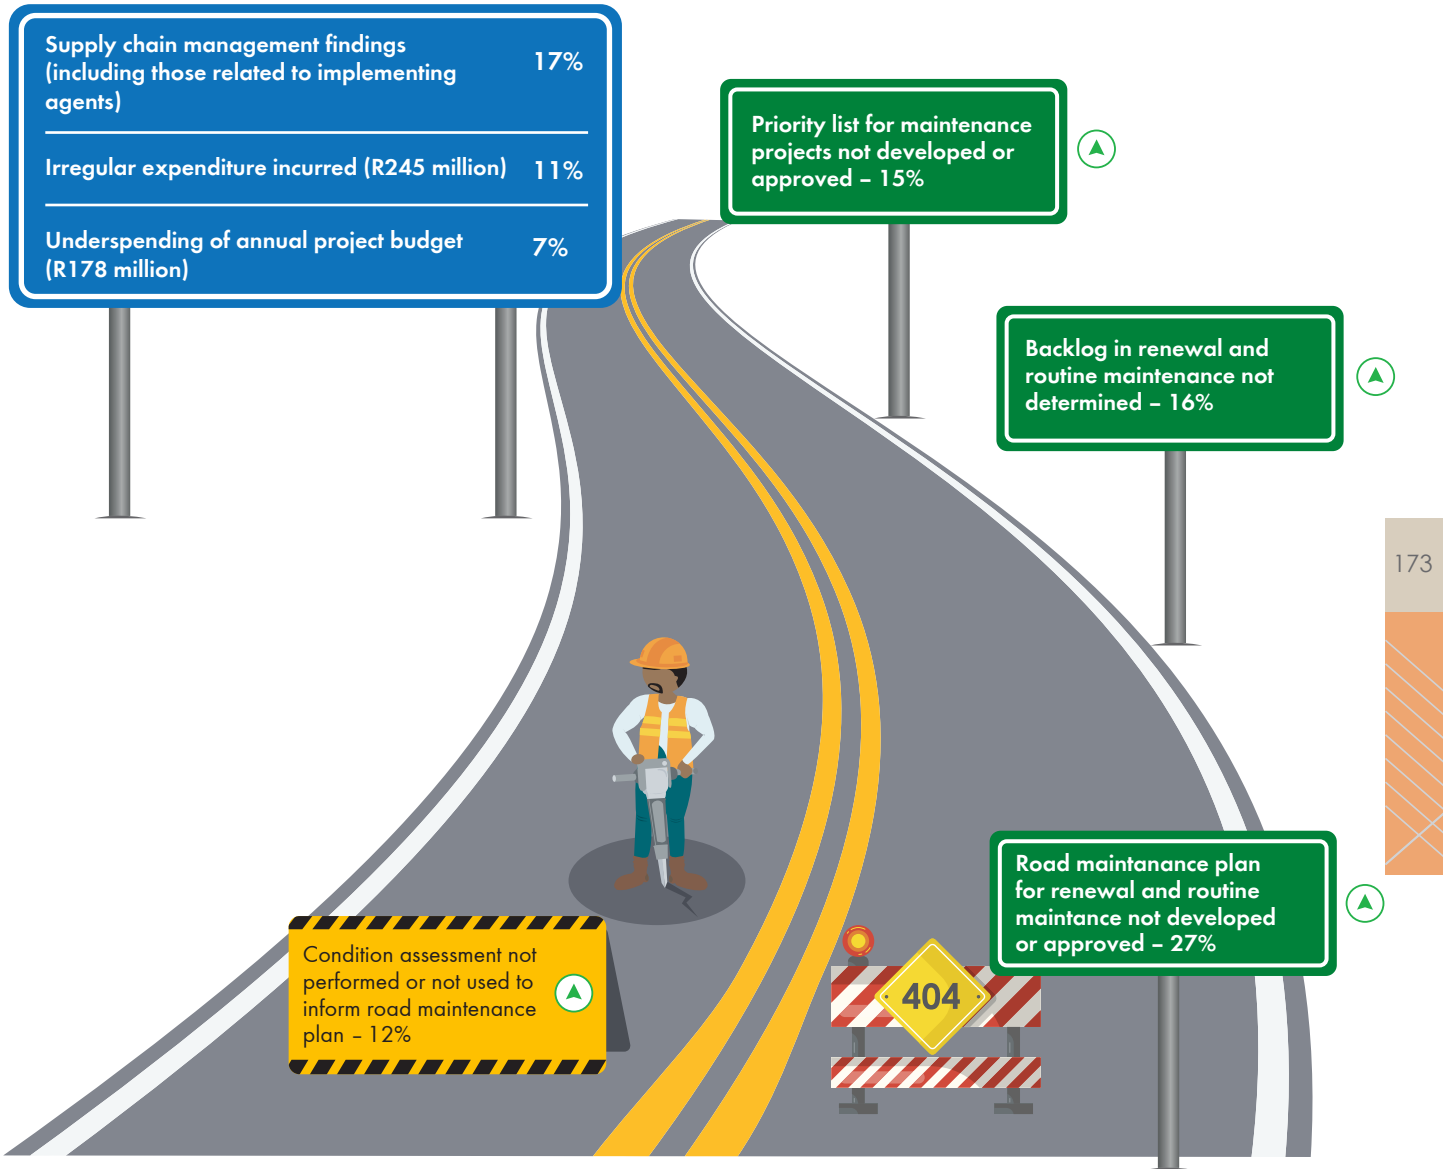 Supply chain management findings
(including those related to implementing
agents)
17%
Irregular expenditure incurred (R245 million)
11%
Underspending of annual project budget
(R178 million)
7%
Priority list for maintenance
projects not developed or
approved – 15%
Backlog in renewal and
routine maintenance not
determined – 16%
173
Road maintanance plan
for renewal and routine
maintance not developed
or approved – 27%
Condition assessment not
performed or not used to
inform road maintenance
plan – 12%
404